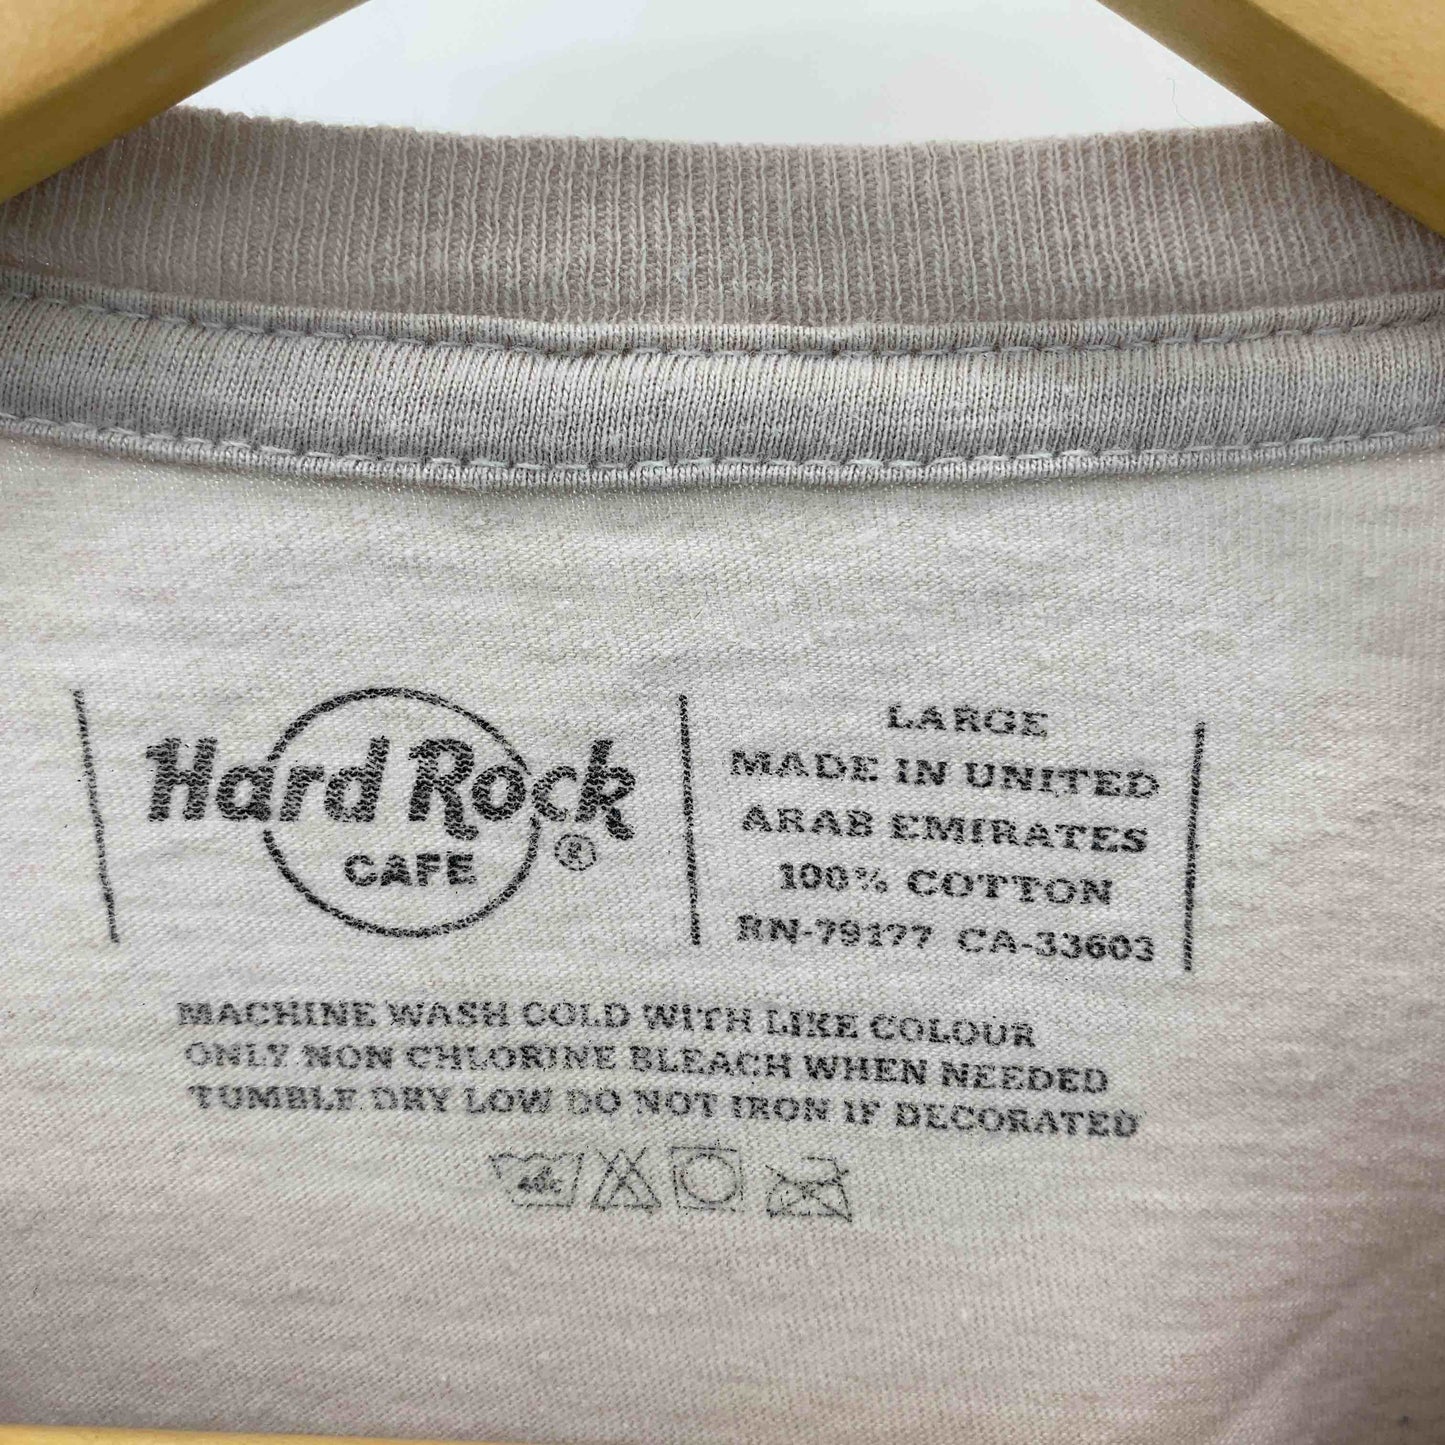 Hard Rock
CAFE
®
LARGE
MADE IN UNITED
ARAB EMIRATES
100% COTTON
RN-79177 CA-33603
MACHINE WASH COLD WITH LIKE COLOUR
ONLY NON CHLORINE BLEACH WHEN NEEDED
TUMBLE DRY LOW DO NOT IRON IF DECORATED